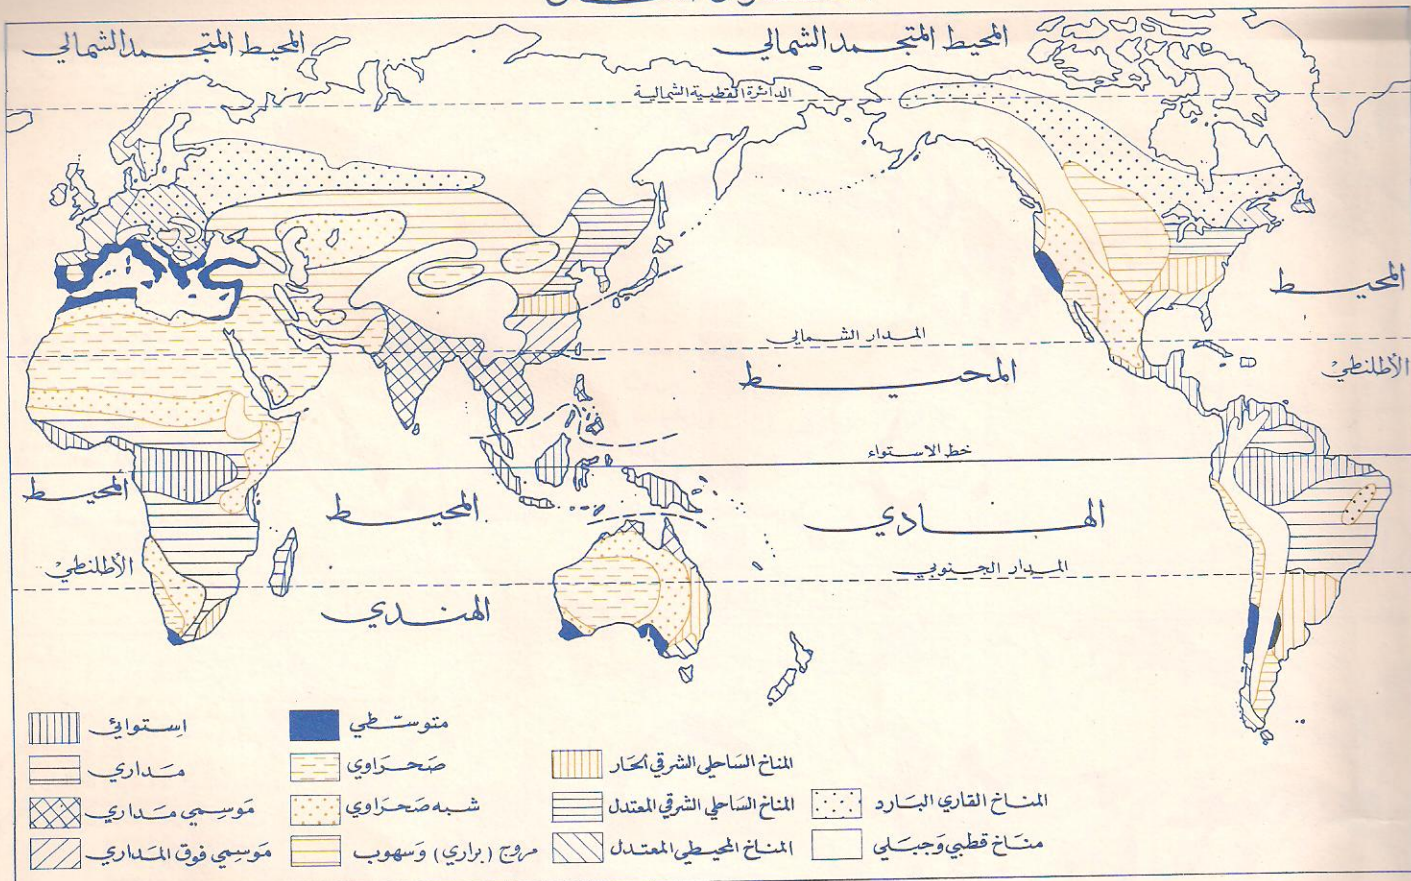 المحيط المتجمد الشمالي
المحيط المتجمد الشمالي
الدائرة القطبية الشمالية
المحيط
الأطلنطي
المدار الشمالي
المحيط
خط الاستواء
الهادي
المدار الجنوبي
المحيط
الهندي
المحيط
الأطلنطي
إستوائي
مداري
موسمي مداري
موسمي فوق المداري
متوسّطي
صحراوي
شبه صحراوي
مروج (براري) وسهوب
المناخ الساحلي الشرقي الحار
المناخ الساحلي الشرقي المعتدل
المناخ المحيطي المعتدل
المناخ القاري البارد
مناخ قطبي وجبلي